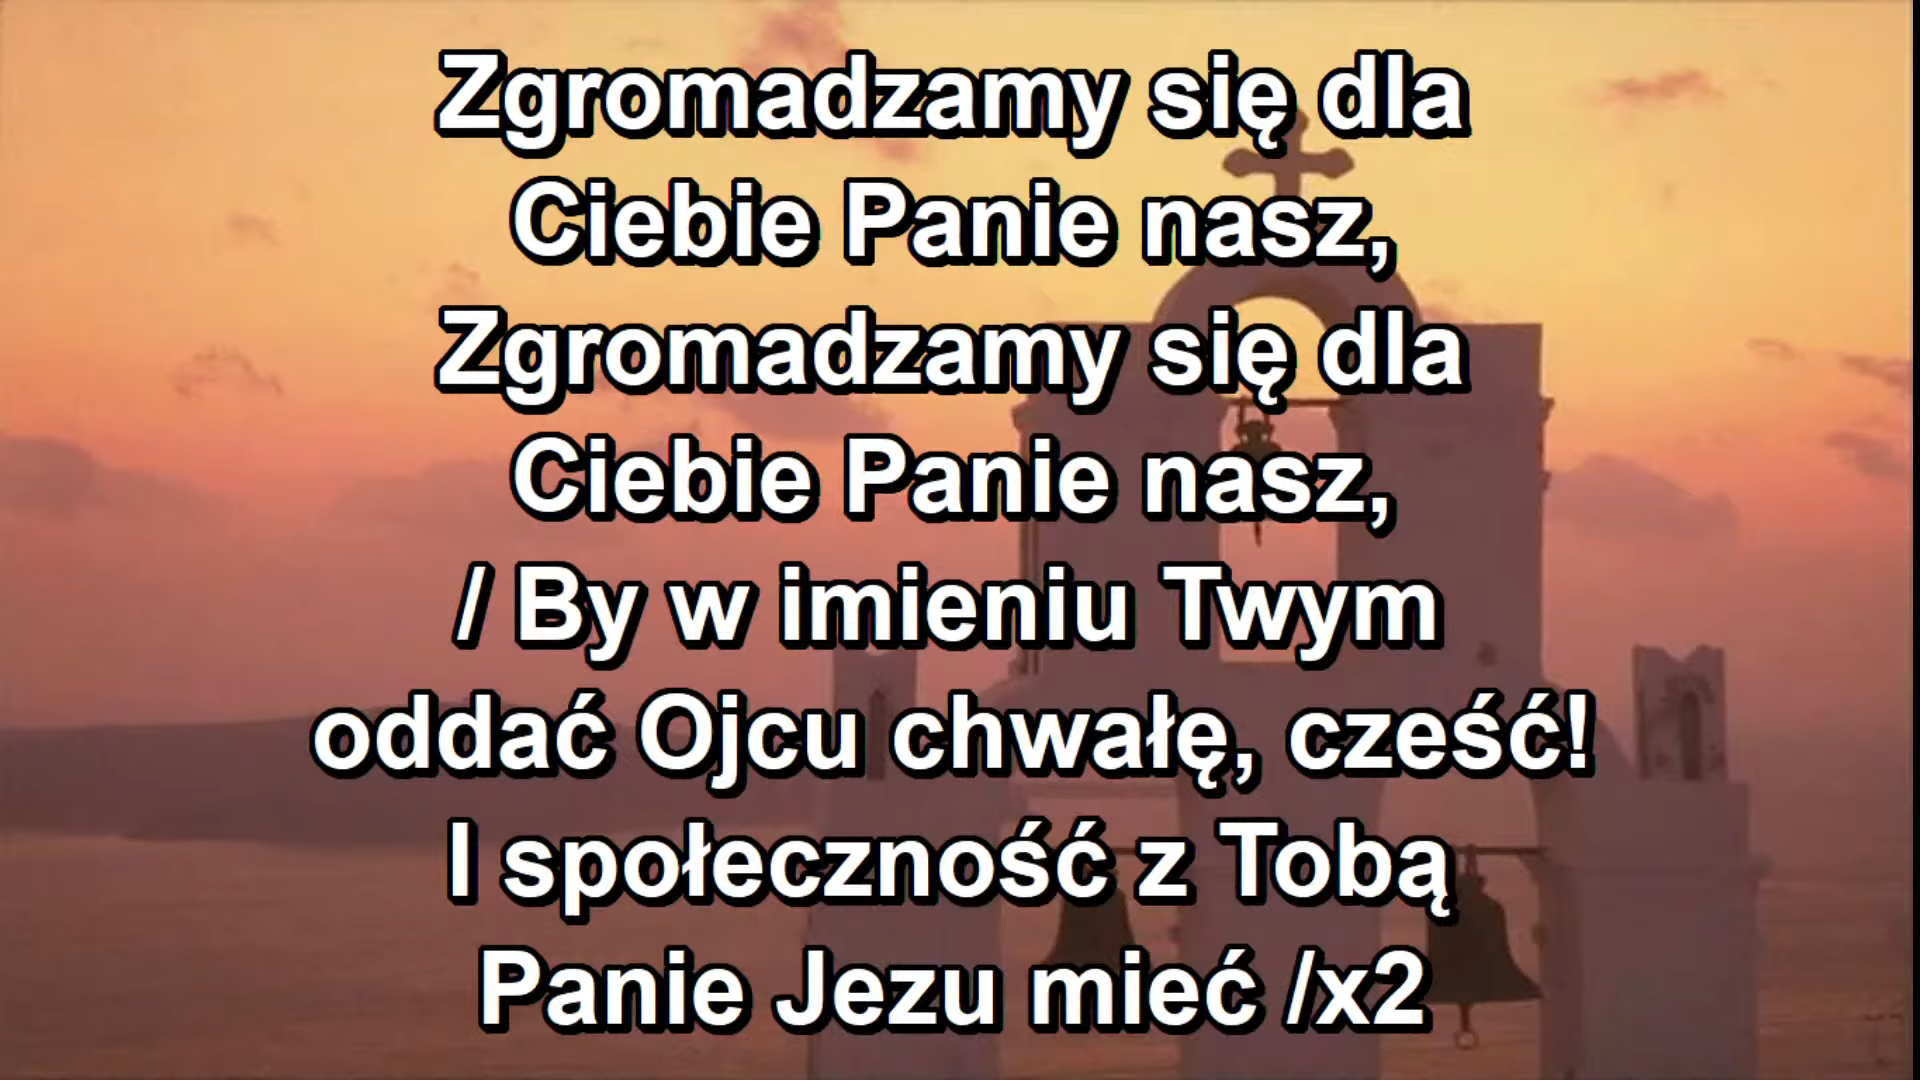 Zgromadzamy się dla
Ciebie Panie nasz,
Zgromadzamy się dla
Ciebie Panie nasz,
/ By w imieniu Twym
oddać Ojcu chwałę, cześć!
I społeczność z Tobą
Panie Jezu mieć /x2